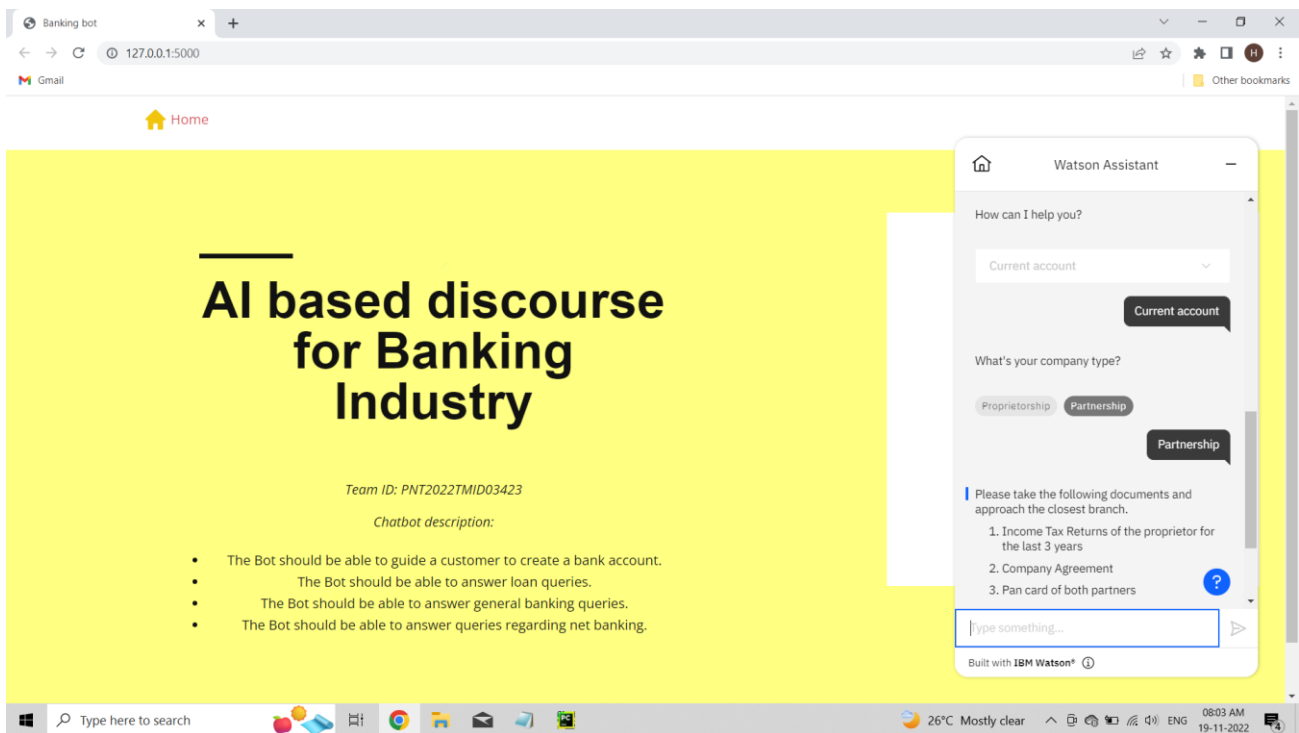 Banking bot
127.0.0.1:5000
H
Gmail
Other bookmarks
Home
AI based discourse
for Banking
Industry
Team ID: PNT2022TMID03423
Chatbot description:
• The Bot should be able to guide a customer to create a bank account.
• The Bot should be able to answer loan queries.
• The Bot should be able to answer general banking queries.
• The Bot should be able to answer queries regarding net banking.
Watson Assistant
How can I help you?
Current account
Current account
What's your company type?
Proprietorship Partnership
Partnership
Please take the following documents and
approach the closest branch.
1. Income Tax Returns of the proprietor for
the last 3 years
2. Company Agreement
3. Pan card of both partners
?
Type something...
Built with IBM Watson®
Type here to search
PC
26°C Mostly clear
ENG
08:03 AM
19-11-2022
4